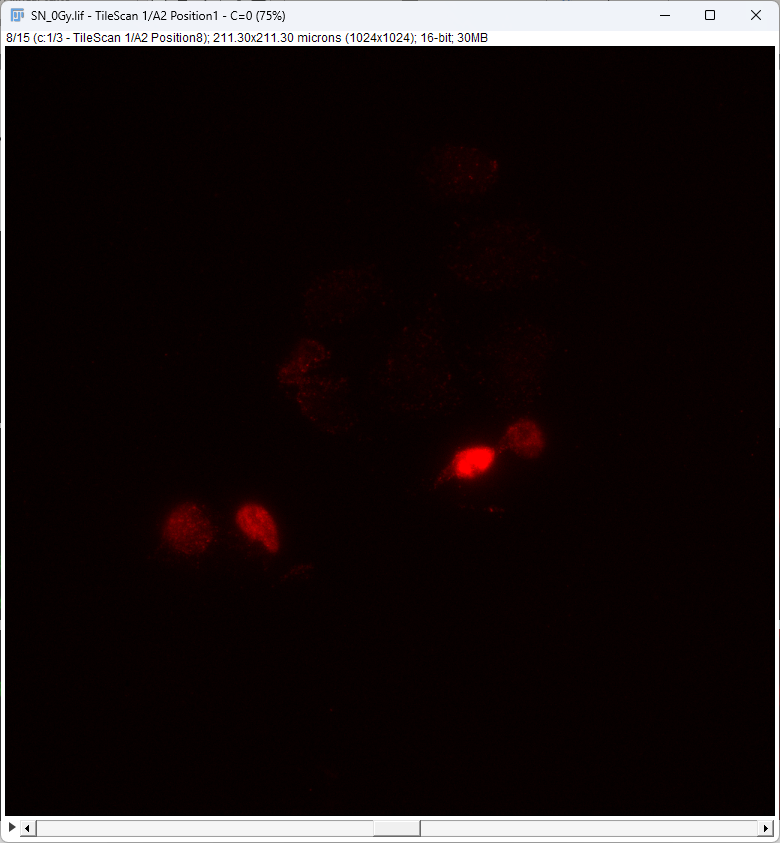 SN_0Gy.lif - TileScan 1/A2 Position1 - C=0 (75%)
8/15 (c:1/3 - TileScan 1/A2 Position8); 211.30x211.30 microns (1024x1024); 16-bit; 30MB